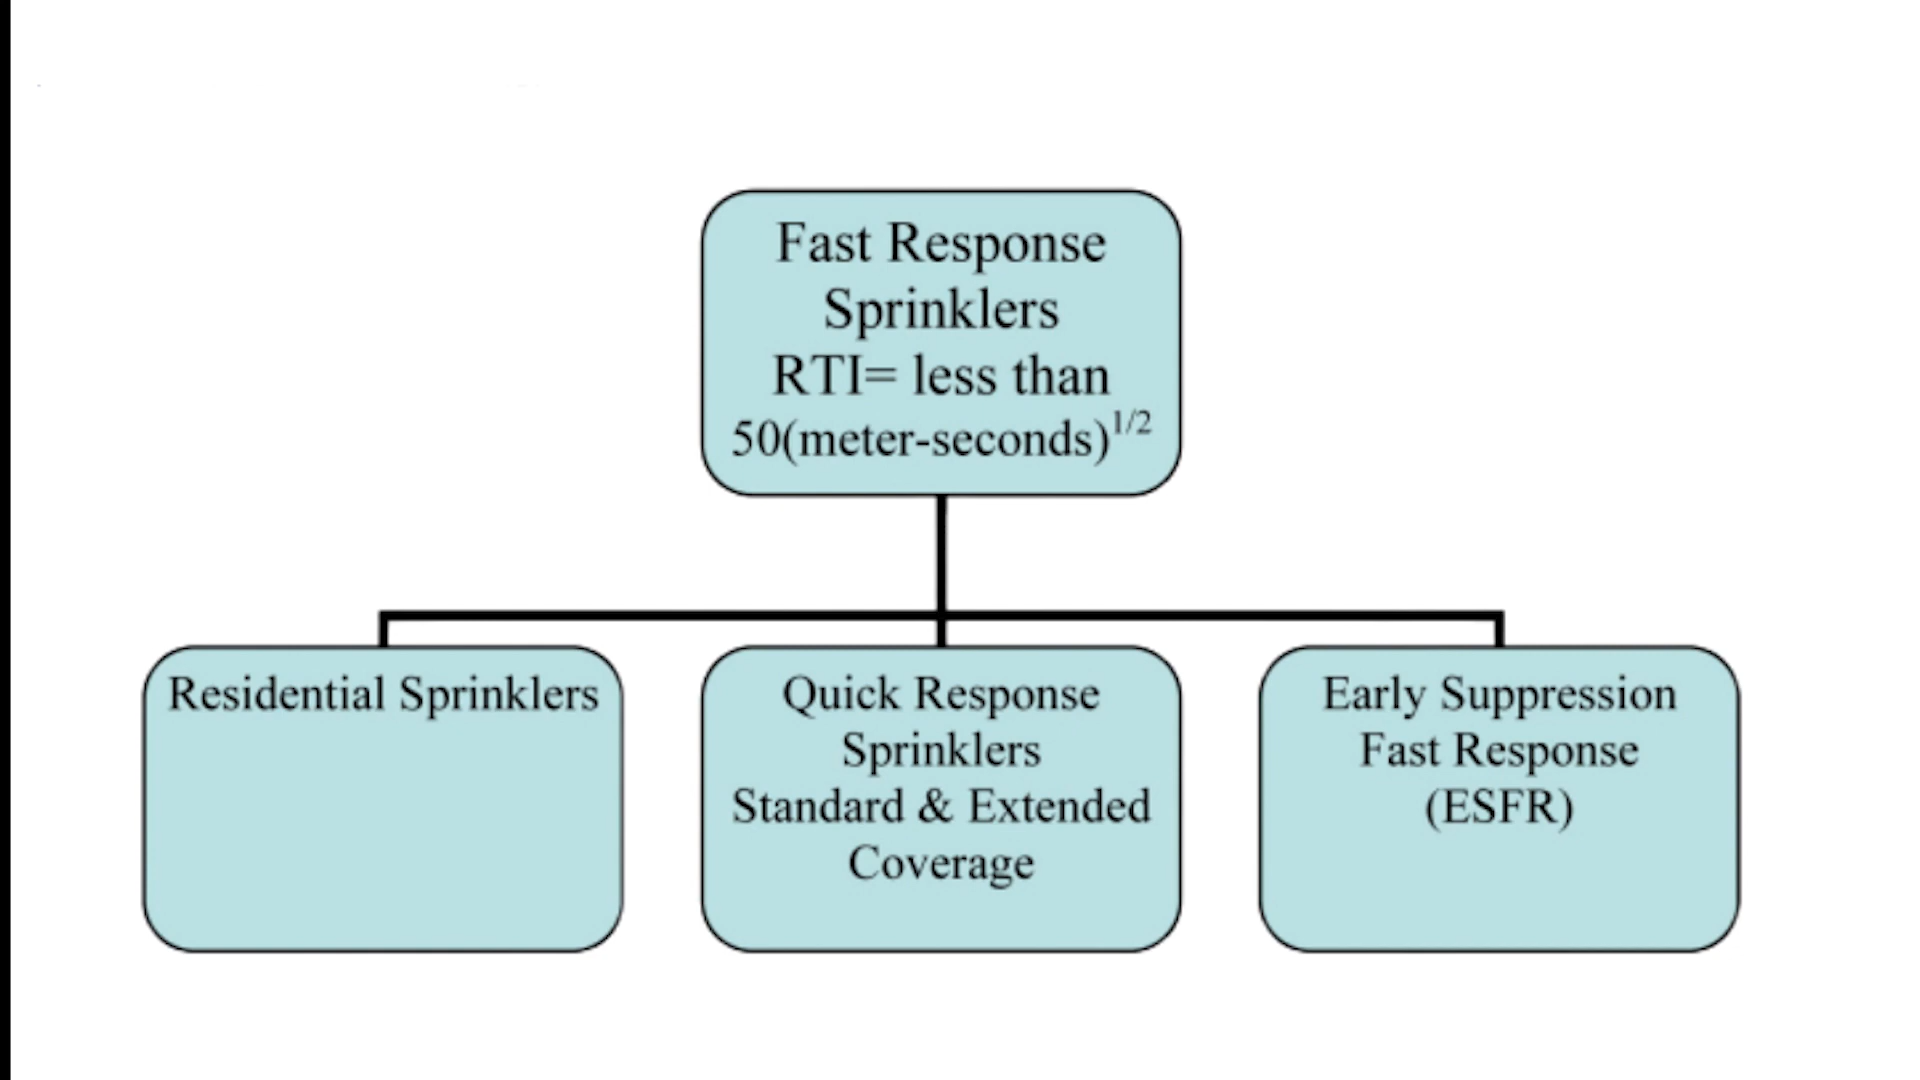 Fast Response
Sprinklers
RTI= less than
50(meter-seconds)^1/2
Residential Sprinklers
Quick Response
Sprinklers
Standard & Extended
Coverage
Early Suppression
Fast Response
(ESFR)